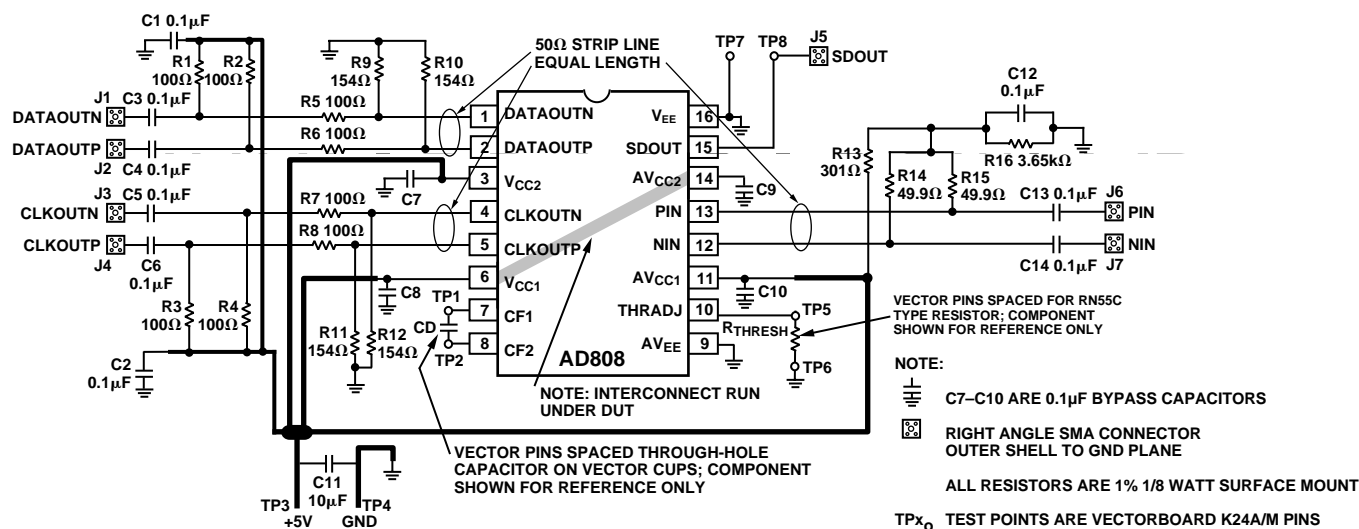 C1 0.1µF
R1
100Ω
R2
100Ω
R9
154Ω
R10
154Ω
50Ω STRIP LINE
EQUAL LENGTH
TP7
TP8
J5
SDOUT
C12
0.1µF
R16 3.65kΩ
R13
301Ω
R14
49.9Ω
R15
49.9Ω
J1
C3 0.1µF
DATAOUTN
R5 100Ω
R6 100Ω
DATAOUTP
J2
C4 0.1µF
J3
C5 0.1µF
CLKOUTN
R7 100Ω
R8 100Ω
CLKOUTP
J4
C6
0.1µF
R3
100Ω
R4
100Ω
C2
0.1µF
R11
154Ω
R12
154Ω
C7
C8
TP1
CD
TP2
1
DATAOUTN
2
DATAOUTP
3
VCC2
4
CLKOUTN
5
CLKOUTP
6
VCC1
7
CF1
8
CF2
VEE
16
SDOUT
15
AVCC2
14
PIN
13
NIN
12
AVCC1
11
THRADJ
10
AVEE
9
AD808
C9
C10
C13 0.1µF
J6
PIN
C14 0.1µF
J7
NIN
RTHRESH
TP5
TP6
VECTOR PINS SPACED FOR RN55C
TYPE RESISTOR; COMPONENT
SHOWN FOR REFERENCE ONLY
NOTE: INTERCONNECT RUN
UNDER DUT
VECTOR PINS SPACED THROUGH-HOLE
CAPACITOR ON VECTOR CUPS; COMPONENT
SHOWN FOR REFERENCE ONLY
C11
10µF
TP3
+5V
TP4
GND
NOTE:
C7–C10 ARE 0.1µF BYPASS CAPACITORS
RIGHT ANGLE SMA CONNECTOR
OUTER SHELL TO GND PLANE
ALL RESISTORS ARE 1% 1/8 WATT SURFACE MOUNT
TPx TEST POINTS ARE VECTORBOARD K24A/M PINS